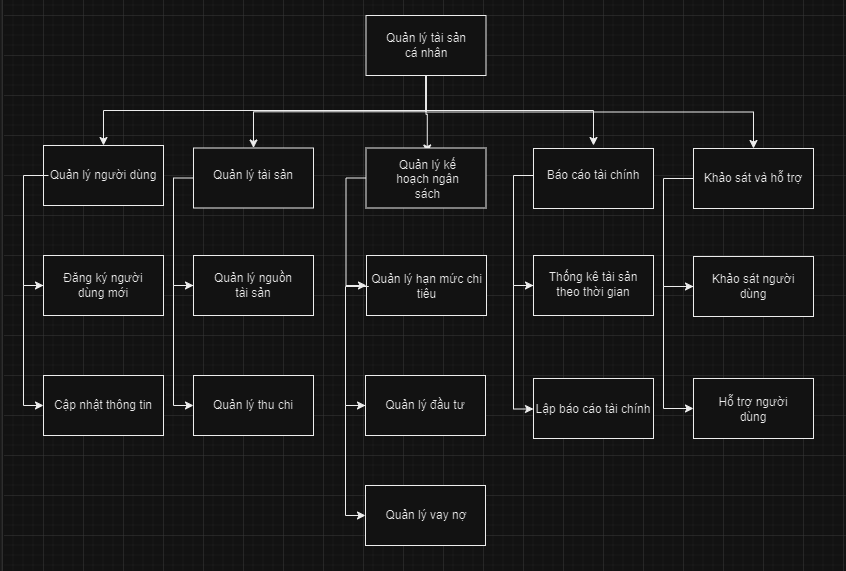 Quản lý tài sản
cá nhân
Quản lý người dùng
Quản lý tài sản
Quản lý kế
hoạch ngân
sách
Báo cáo tài chính
Khảo sát và hỗ trợ
Đăng ký người
dùng mới
Quản lý nguồn
tài sản
Quản lý hạn mức chi
tiêu
Thống kê tài sản
theo thời gian
Khảo sát người
dùng
Cập nhật thông tin
Quản lý thu chi
Quản lý đầu tư
Lập báo cáo tài chính
Hỗ trợ người
dùng
Quản lý vay nợ